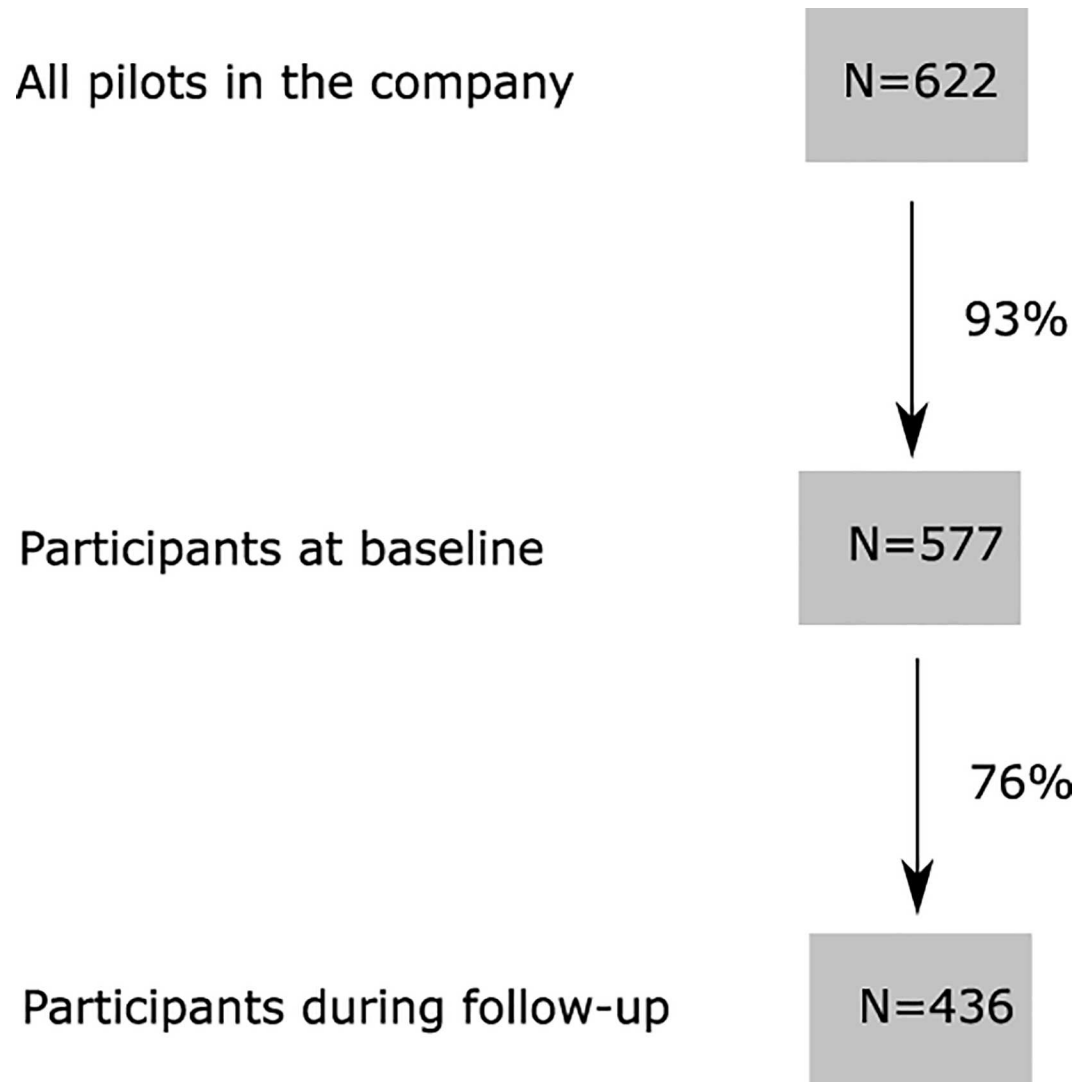 All pilots in the company
N=622
93%
Participants at baseline
N=577
76%
Participants during follow-up
N=436